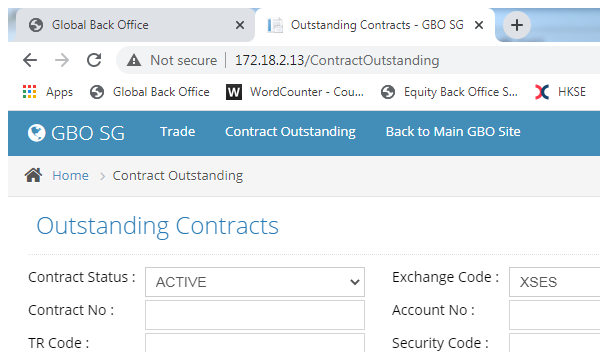 Global Back Office
Outstanding Contracts - GBO SG
Not secure | 172.18.2.13/ContractOutstanding
Apps Global Back Office W WordCounter - Cou... Equity Back Office S... HKSE
GBO SG Trade Contract Outstanding Back to Main GBO Site
Home > Contract Outstanding
Outstanding Contracts
Contract Status : ACTIVE Exchange Code : XSES
Contract No : Account No :
TR Code : Security Code :